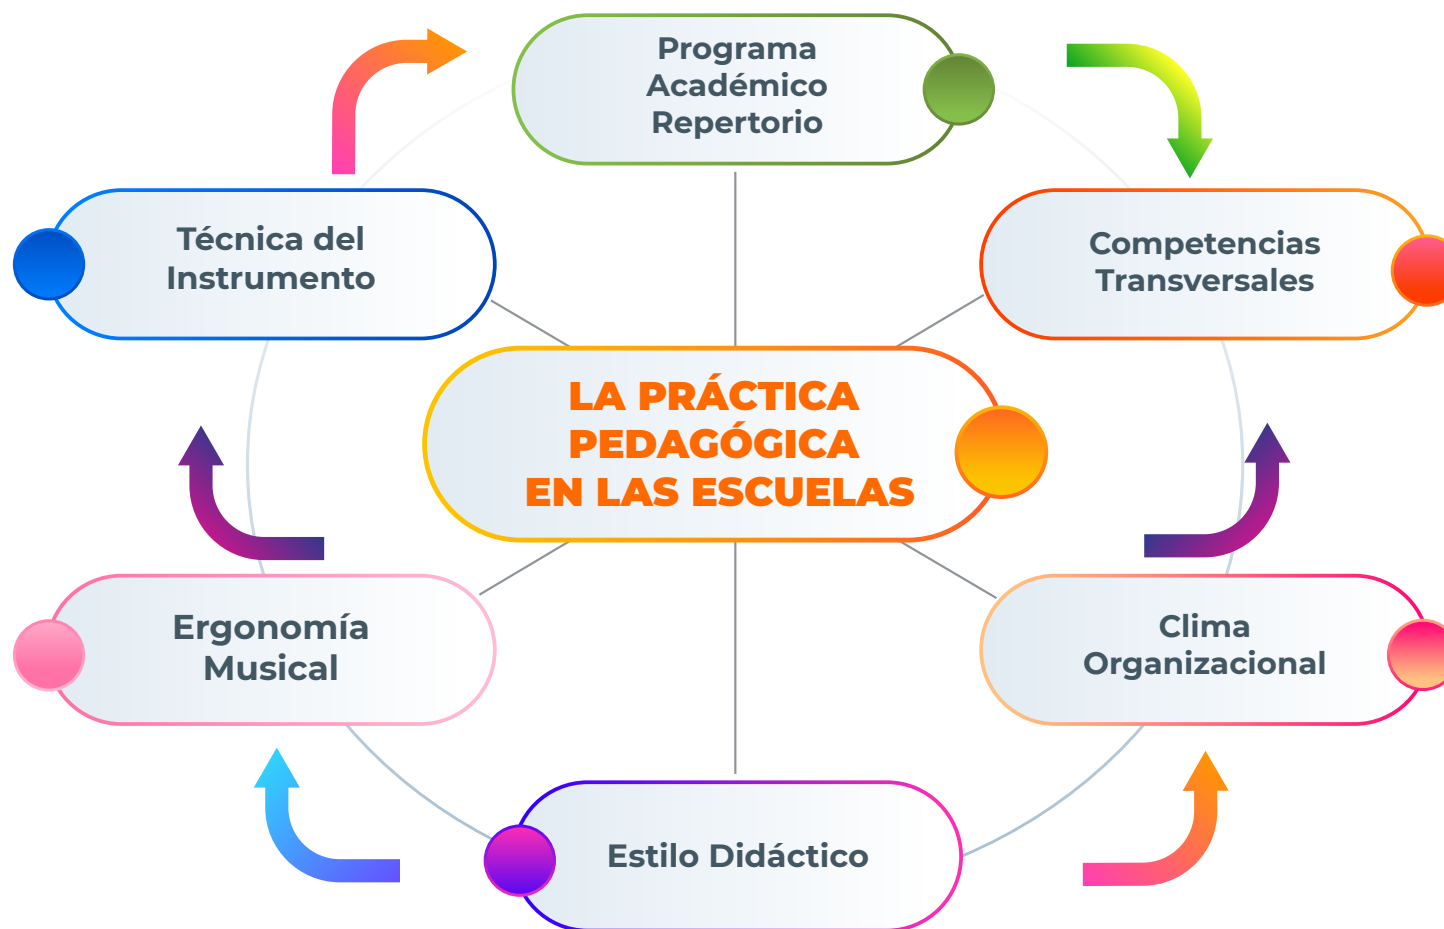 Programa
Académico
Repertorio
Técnica del
Instrumento
Competencias
Transversales
LA PRÁCTICA
PEDAGÓGICA
EN LAS ESCUELAS
Ergonomía
Musical
Clima
Organizacional
Estilo Didáctico